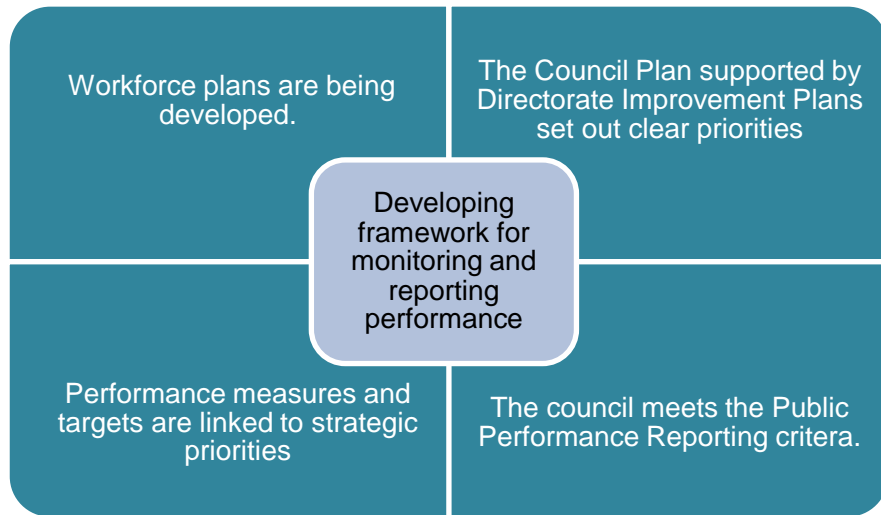 Workforce plans are being
developed.
The Council Plan supported by
Directorate Improvement Plans
set out clear priorities
Developing
framework for
monitoring and
reporting
performance
Performance measures and
targets are linked to strategic
priorities
The council meets the Public
Performance Reporting critera.